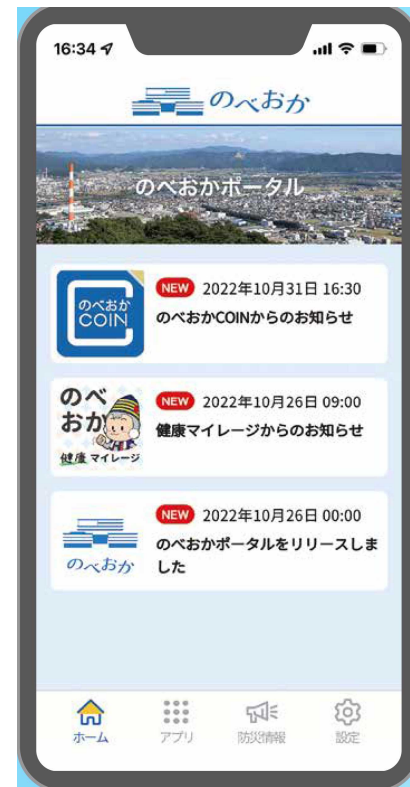 16:34
のべおか
のべおかポータル
のべおか
COIN
NEW 2022年10月31日 16:30
のべおかCOINからのお知らせ
のべ
おか
健康マイレージ
NEW 2022年10月26日 09:00
健康マイレージからのお知らせ
のべおか
NEW 2022年10月26日 00:00
のべおかポータルをリリースしま
した
ホーム
アプリ
防災情報
設定